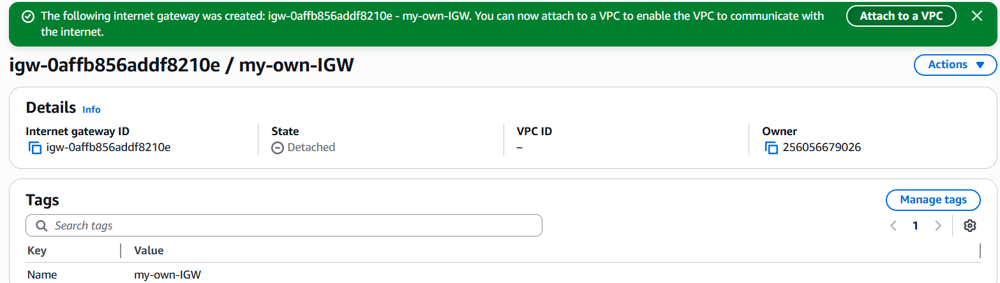 The following internet gateway was created: igw-0affb856addf8210e - my-own-IGW. You can now attach to a VPC to enable the VPC to communicate with
the internet.
Attach to a VPC
igw-0affb856addf8210e / my-own-IGW
Actions
Details Info
Internet gateway ID
igw-0affb856addf8210e
State
Detached
VPC ID
–
Owner
256056679026
Tags
Manage tags
Search tags
1
Key
Value
Name
my-own-IGW